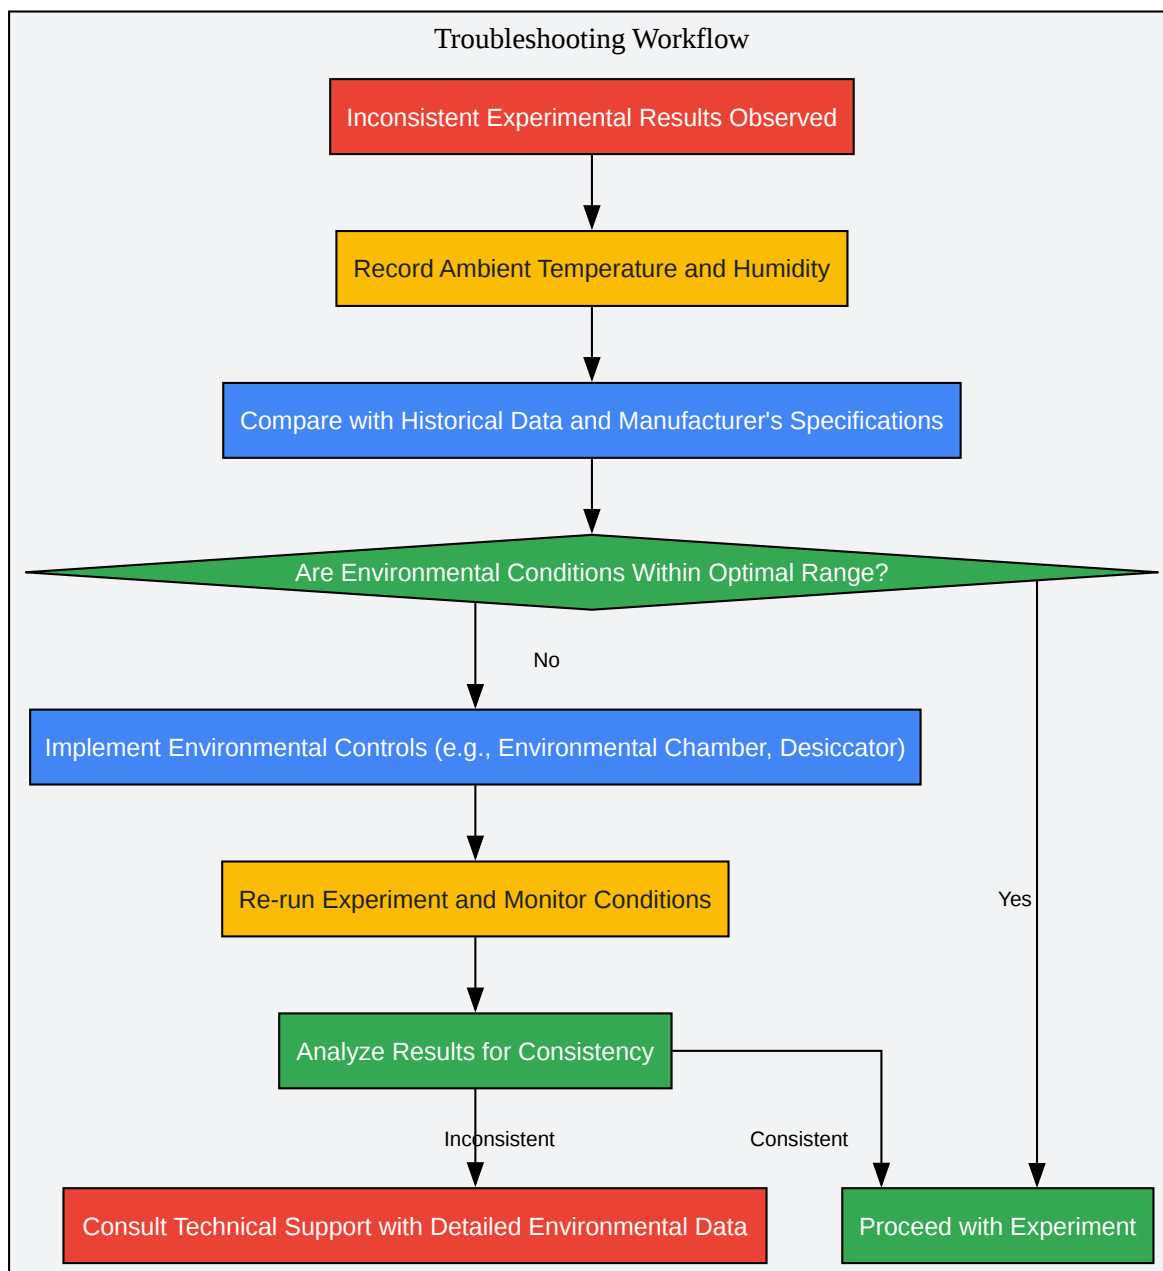 Troubleshooting Workflow
Inconsistent Experimental Results Observed
Record Ambient Temperature and Humidity
Compare with Historical Data and Manufacturer's Specifications
Are Environmental Conditions Within Optimal Range?
No
Implement Environmental Controls (e.g., Environmental Chamber, Desiccator)
Re-run Experiment and Monitor Conditions
Yes
Analyze Results for Consistency
Inconsistent
Consistent
Consult Technical Support with Detailed Environmental Data
Proceed with Experiment